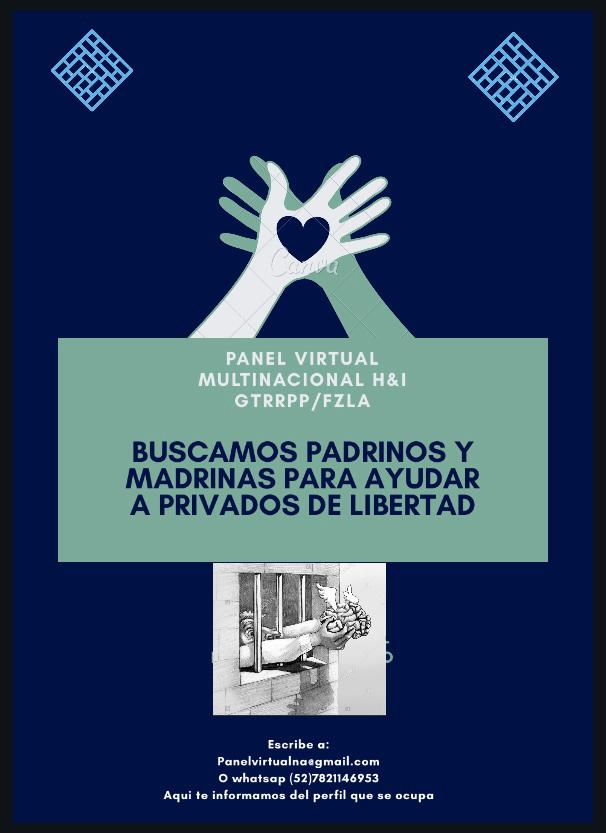 Canva
PANEL VIRTUAL
MULTINACIONAL H&I
GTRRPP/FZLA
BUSCAMOS PADRINOS Y
MADRINAS PARA AYUDAR
A PRIVADOS DE LIBERTAD
Escribe a:
Panelvirtualna@gmail.com
O whatsap (52)7821146953
Aqui te informamos del perfil que se ocupa